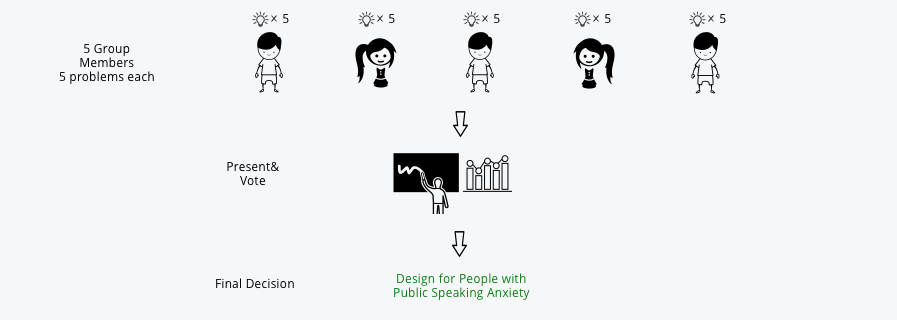 × 5 × 5 × 5 × 5 × 5
5 Group
Members
5 problems each
Present&
Vote
Final Decision
Design for People with
Public Speaking Anxiety